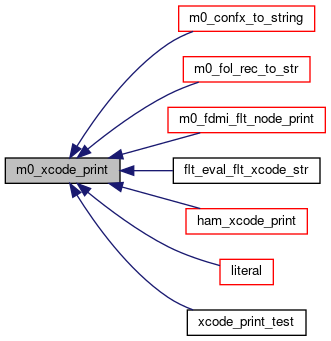 m0_confx_to_string
m0_fol_rec_to_str
m0_fdmi_flt_node_print
m0_xcode_print
flt_eval_flt_xcode_str
ham_xcode_print
literal
xcode_print_test